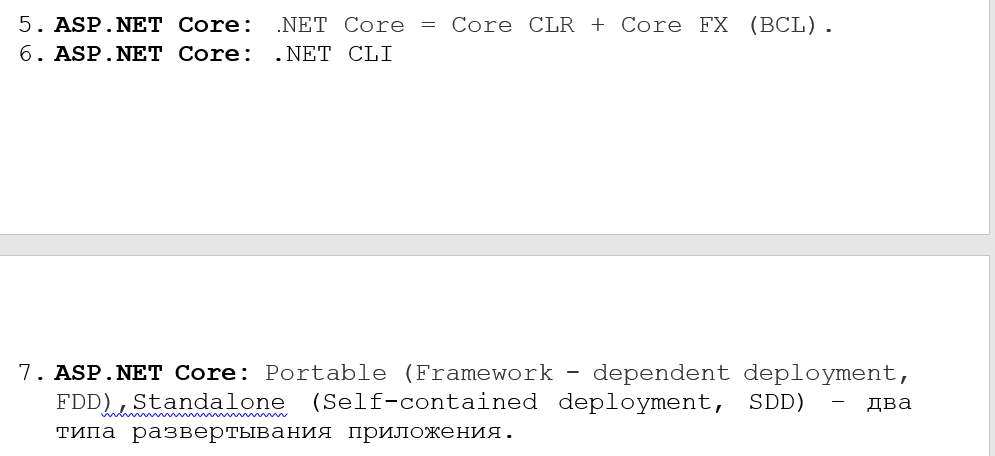 5. ASP.NET Core: .NET Core = Core CLR + Core FX (BCL).
6. ASP.NET Core: .NET CLI
7. ASP.NET Core: Portable (Framework - dependent deployment,
FDD),Standalone (Self-contained deployment, SDD) – два
типа развертывания приложения.